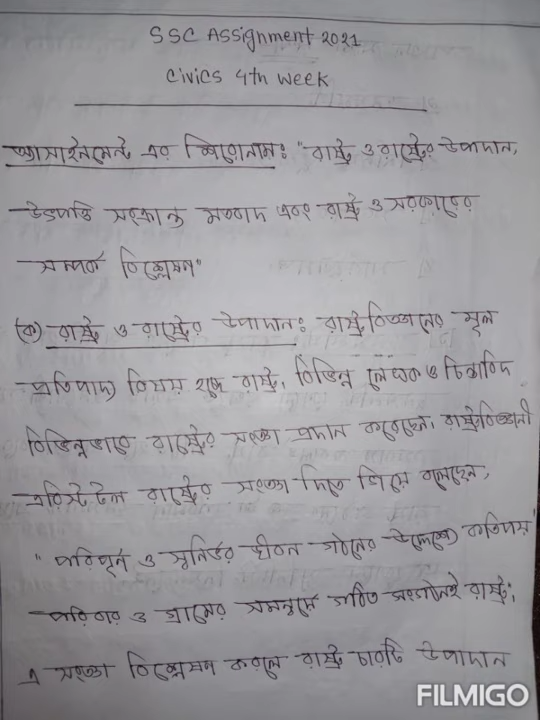 SSC Assignment 2021
Civics 4th Week
অ্যাসাইনমেন্ট এর শিরোনাম: "রাষ্ট্র ও রাষ্ট্রের উপাদান,
উৎপত্তি সংক্রান্ত মতবাদ এবং রাষ্ট্র ও সরকারের
সম্পর্ক বিশ্লেষণ"
(ক) রাষ্ট্র ও রাষ্ট্রের উপাদান: রাষ্ট্রবিজ্ঞানের মূল
প্রতিপাদ্য বিষয় হচ্ছে রাষ্ট্র। বিভিন্ন লেখক ও চিন্তাবিদ
বিভিন্নভাবে রাষ্ট্রের সংজ্ঞা প্রদান করেছেন। রাষ্ট্রবিজ্ঞানী
এরিস্টটল রাষ্ট্রের সংজ্ঞা দিতে গিয়ে বলেছেন,
"পরিপূর্ন ও স্বনির্ভর জীবন গঠনের উদ্দেশ্যে কতিপয়
পরিবার ও গ্রামের সমন্বয়ে গঠিত সংগঠনই রাষ্ট্র;
এ সংজ্ঞা বিশ্লেষণ করলে রাষ্ট্র চারটি উপাদান
FILMIGO